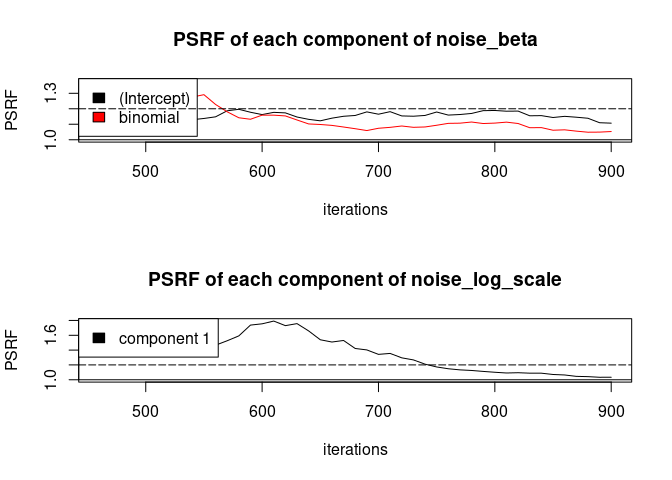 PSRF of each component of noise_beta
PSRF
1.3
1.0
(Intercept)
binomial
500 600 700 800 900
iterations
PSRF of each component of noise_log_scale
PSRF
1.6
1.0
component 1
500 600 700 800 900
iterations